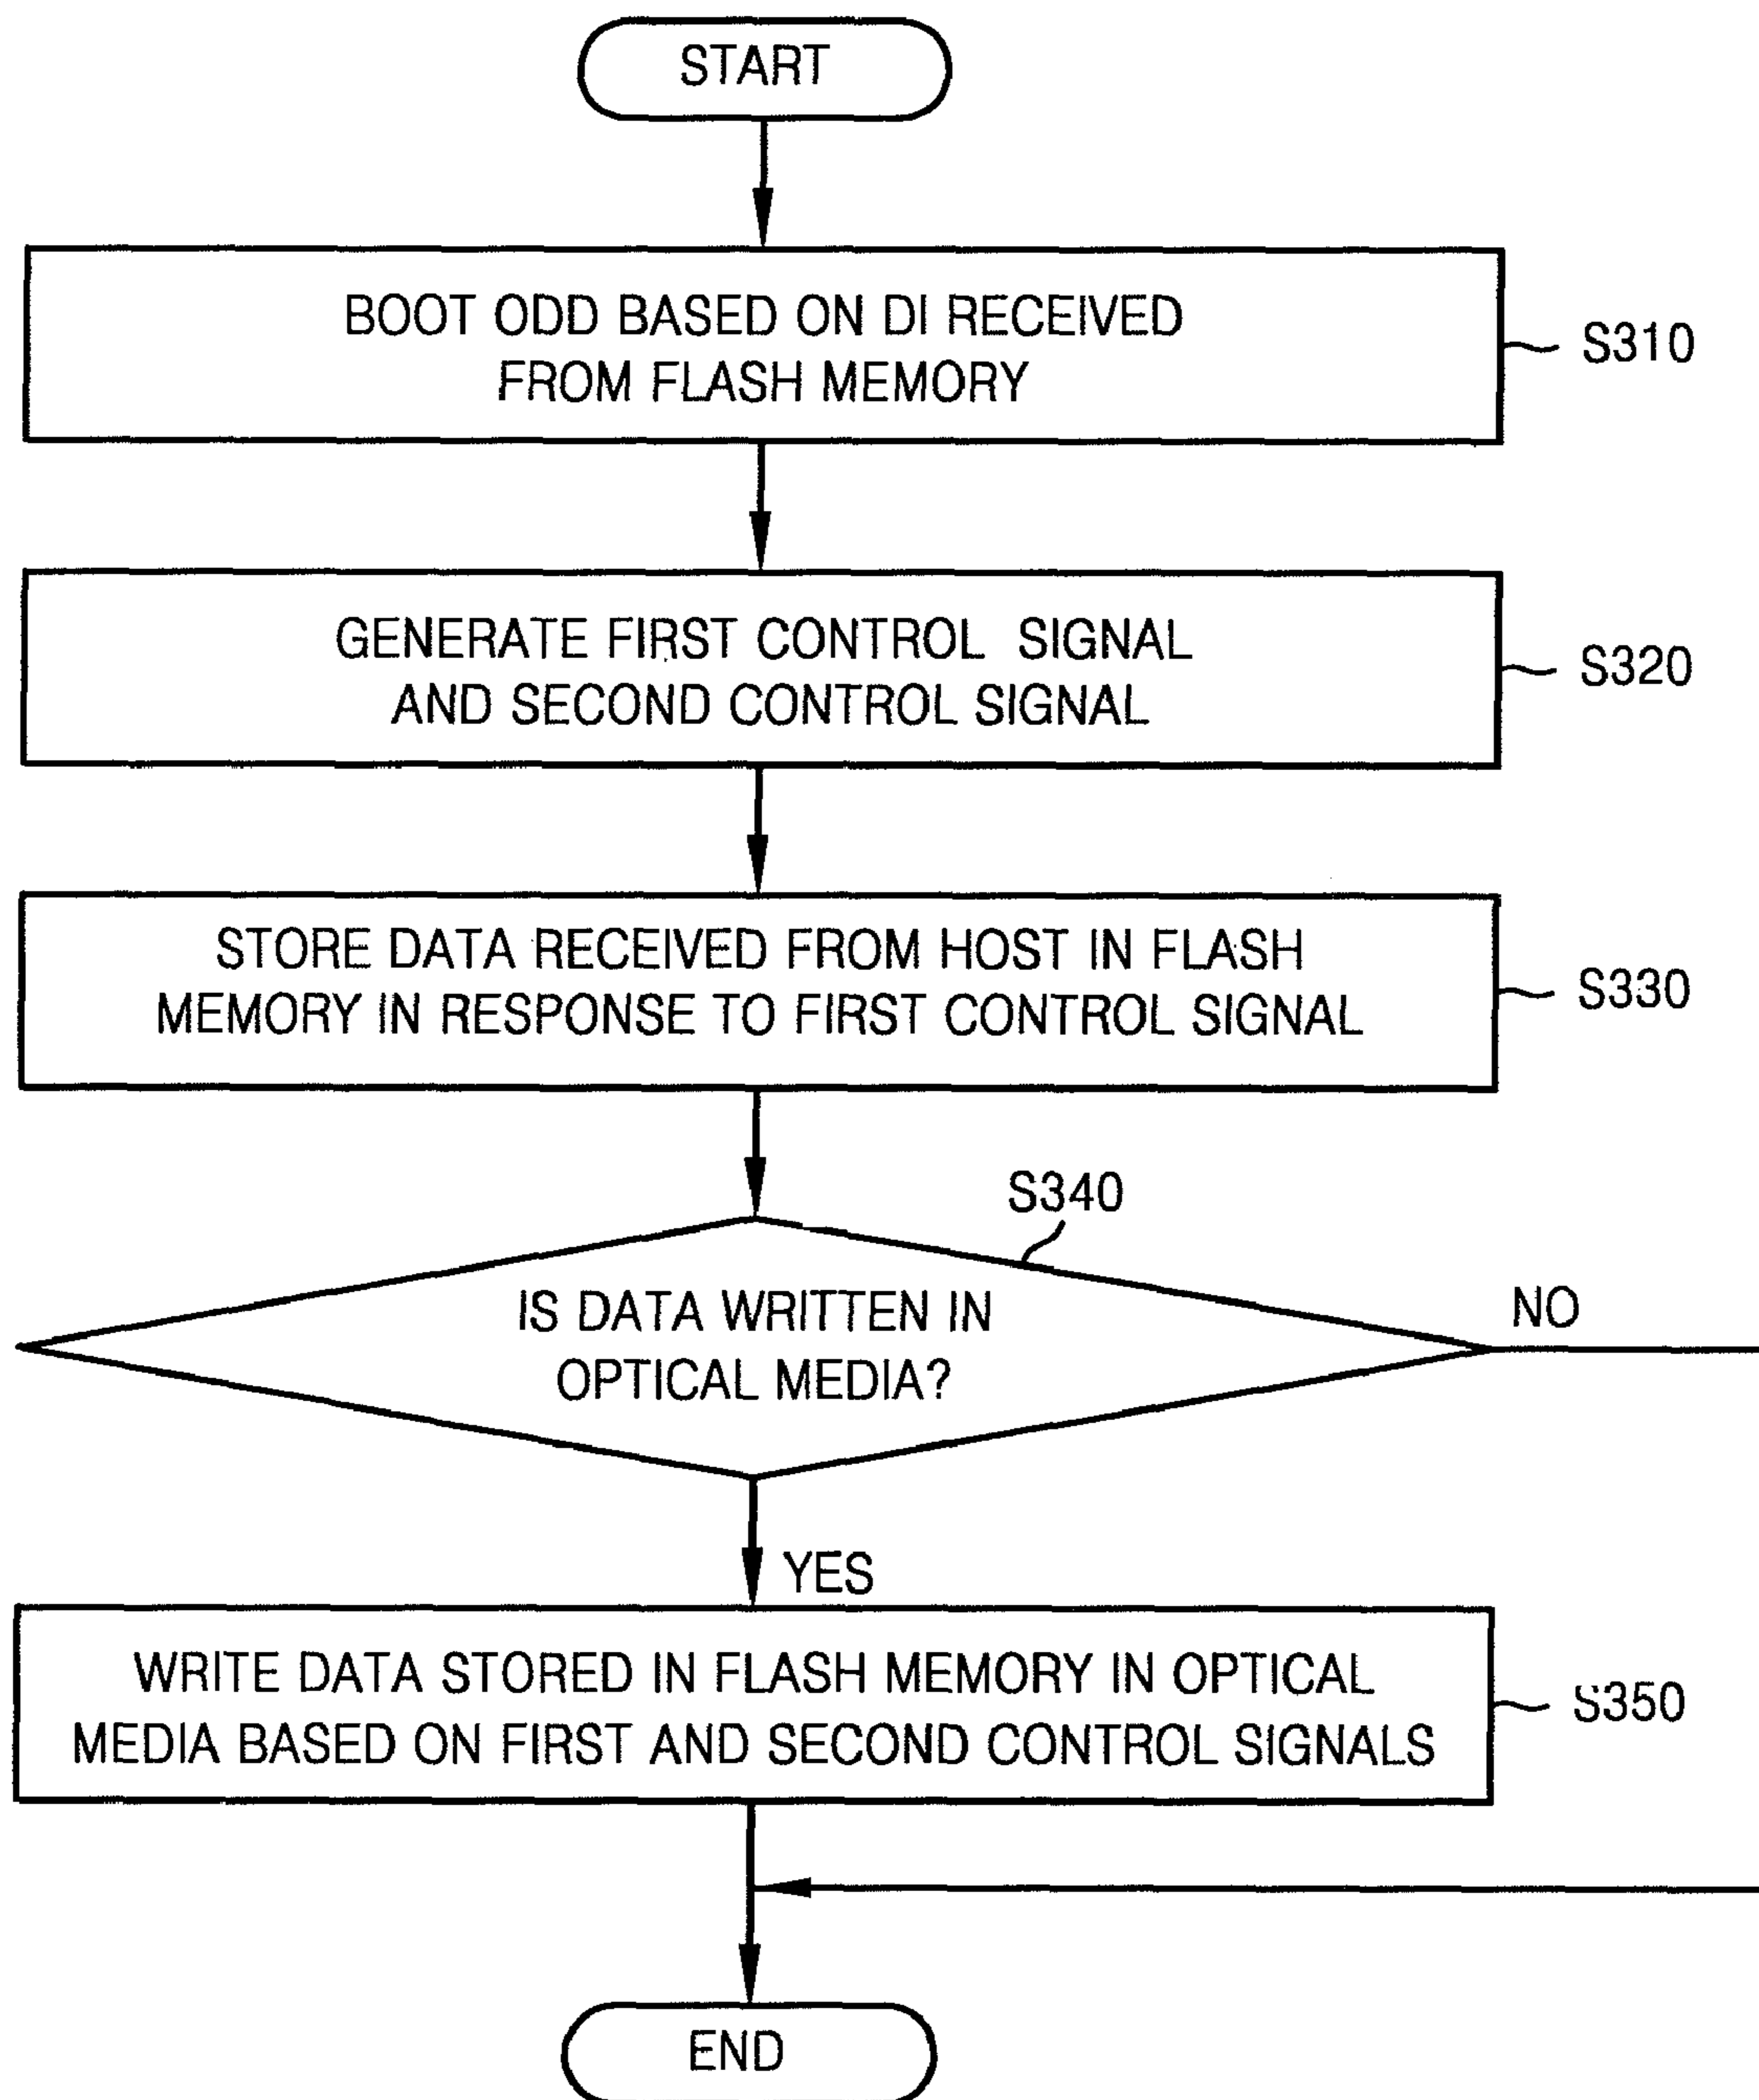 START
BOOT ODD BASED ON DI RECEIVED
FROM FLASH MEMORY
S310
GENERATE FIRST CONTROL SIGNAL
AND SECOND CONTROL SIGNAL
S320
STORE DATA RECEIVED FROM HOST IN FLASH
MEMORY IN RESPONSE TO FIRST CONTROL SIGNAL
S330
S340
IS DATA WRITTEN IN
OPTICAL MEDIA?
NO
YES
WRITE DATA STORED IN FLASH MEMORY IN OPTICAL
MEDIA BASED ON FIRST AND SECOND CONTROL SIGNALS
S350
END